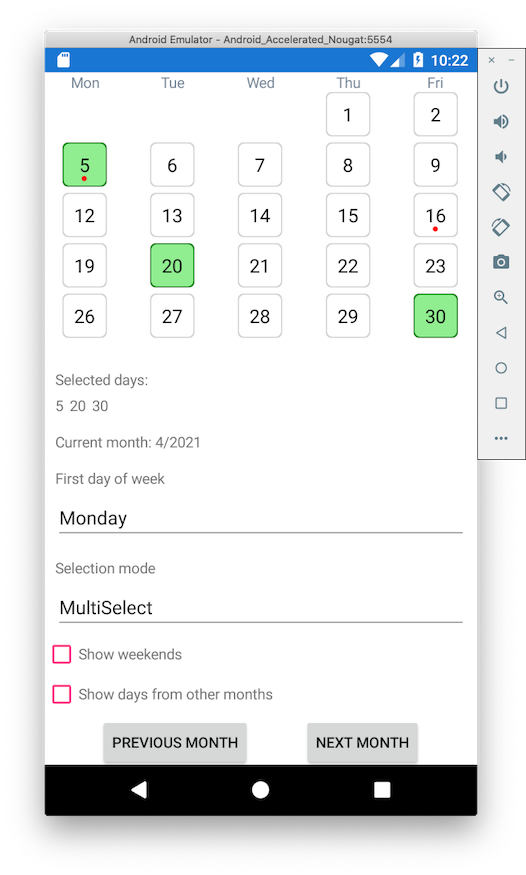 Android Emulator - Android_Accelerated_Nougat:5554
10:22
Mon Tue Wed Thu Fri
1 2
5 6 7 8 9
12 13 14 15 16
19 20 21 22 23
26 27 28 29 30
Selected days:
5 20 30
Current month: 4/2021
First day of week
Monday
Selection mode
MultiSelect
Show weekends
Show days from other months
PREVIOUS MONTH NEXT MONTH